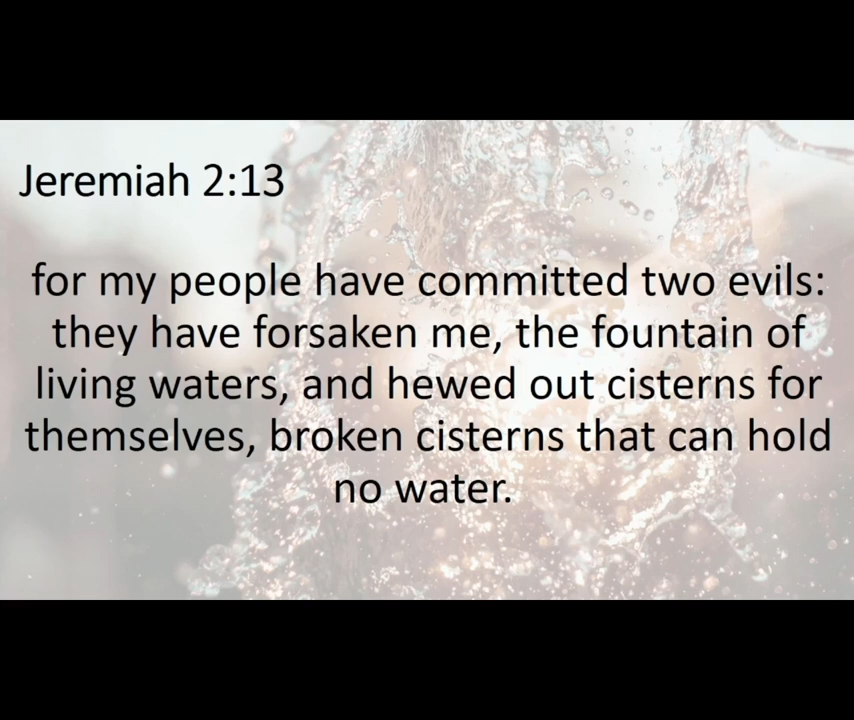 Jeremiah 2:13
for my people have committed two evils:
they have forsaken me, the fountain of
living waters, and hewed out cisterns for
themselves, broken cisterns that can hold
no water.